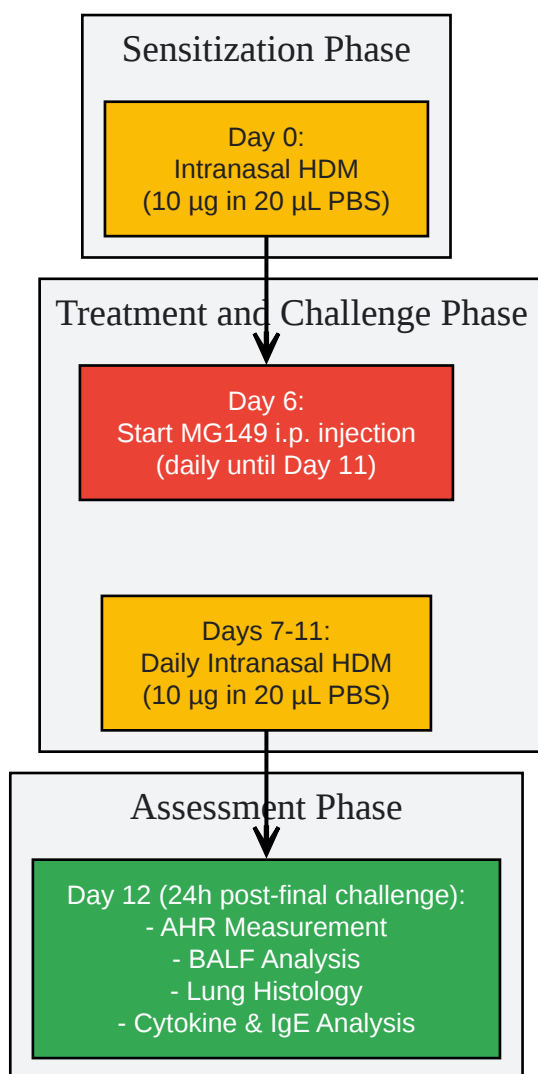 Sensitization Phase
Day 0:
Intranasal HDM
(10 µg in 20 µL PBS)
Treatment and Challenge Phase
Day 6:
Start MG149 i.p. injection
(daily until Day 11)
Days 7-11:
Daily Intranasal HDM
(10 µg in 20 µL PBS)
Assessment Phase
Day 12 (24h post-final challenge):
- AHR Measurement
- BALF Analysis
- Lung Histology
- Cytokine & IgE Analysis